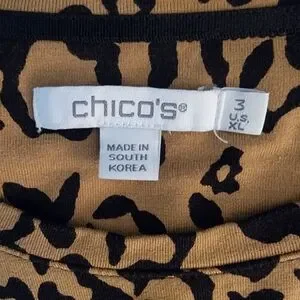 chico's®
3
U.S.
XL
MADE IN
SOUTH
KOREA